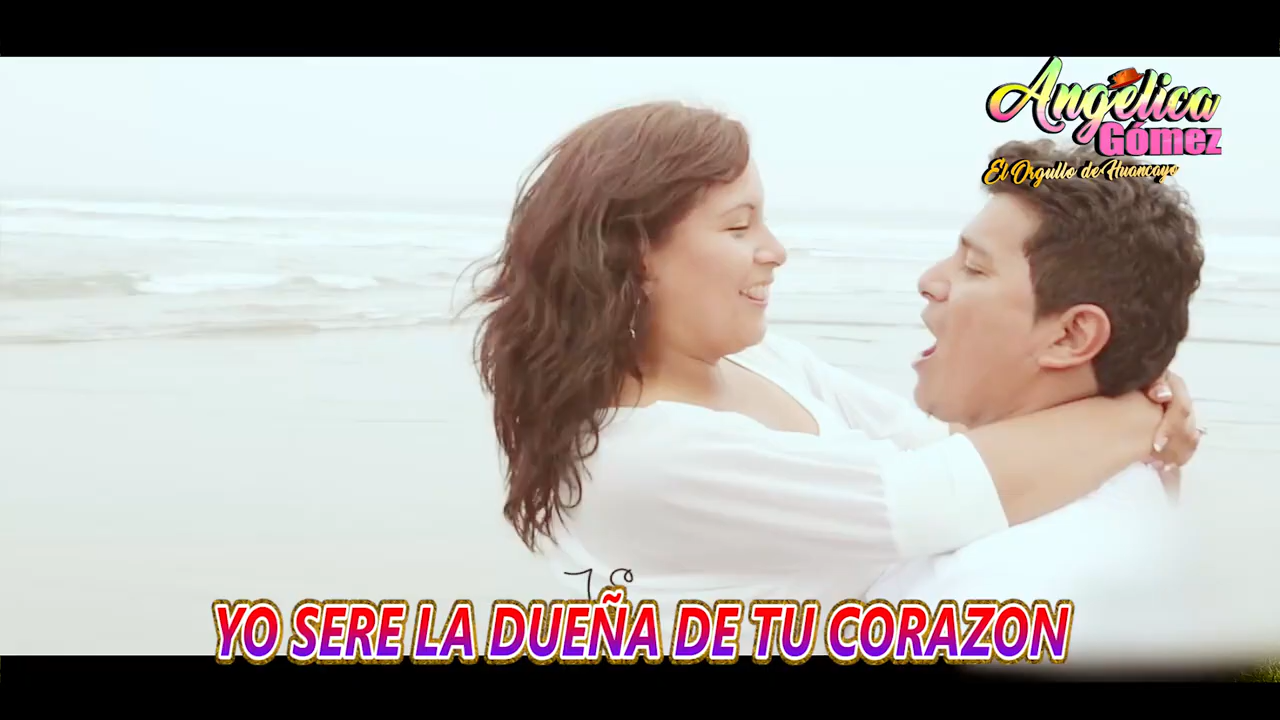 Angélica
Gómez
El Orgullo de Huancayo
YO SERE LA DUEÑA DE TU CORAZON